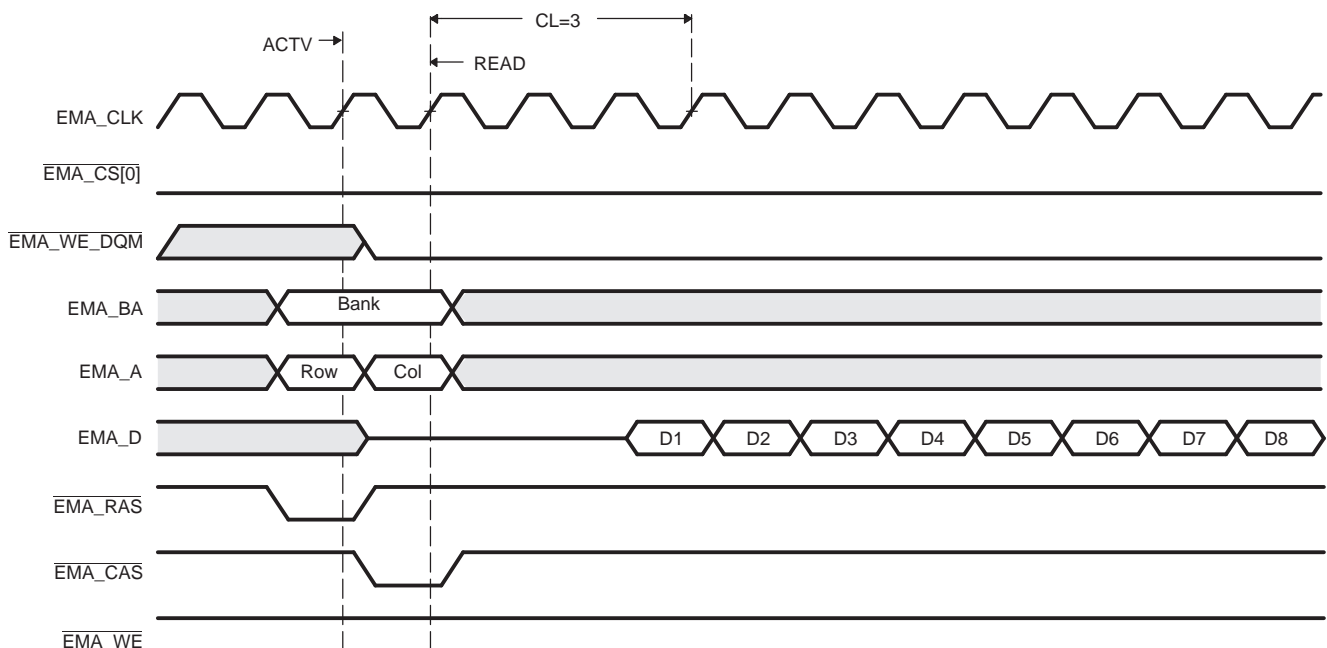 CL=3
ACTV
READ
EMA_CLK
EMA_CS[0]
EMA_WE_DQM
EMA_BA
Bank
EMA_A
Row
Col
EMA_D
D1
D2
D3
D4
D5
D6
D7
D8
EMA_RAS
EMA_CAS
EMA_WE